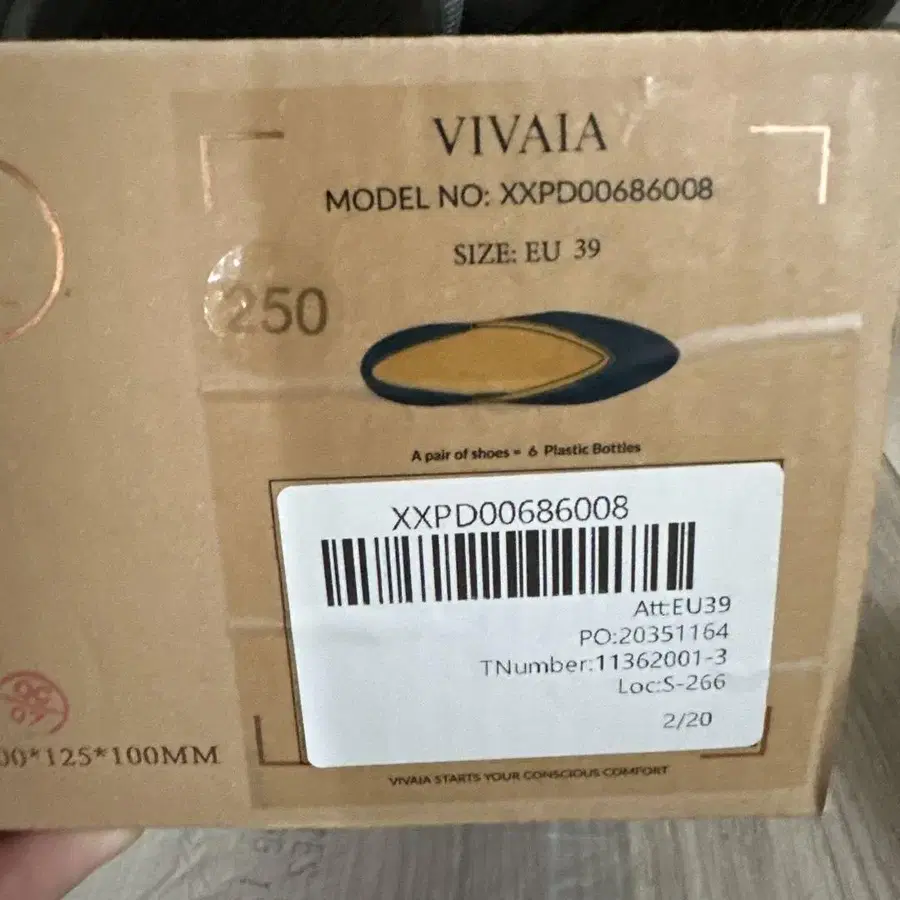 VIVAIA
MODEL NO: XXPD00686008
SIZE: EU 39
250
A pair of shoes = 6 Plastic Bottles
XXPD00686008
Att:EU39
PO:20351164
TNumber:11362001-3
Loc:S-266
2/20
00*125*100MM
VIVAIA STARTS YOUR CONSCIOUS COMFORT